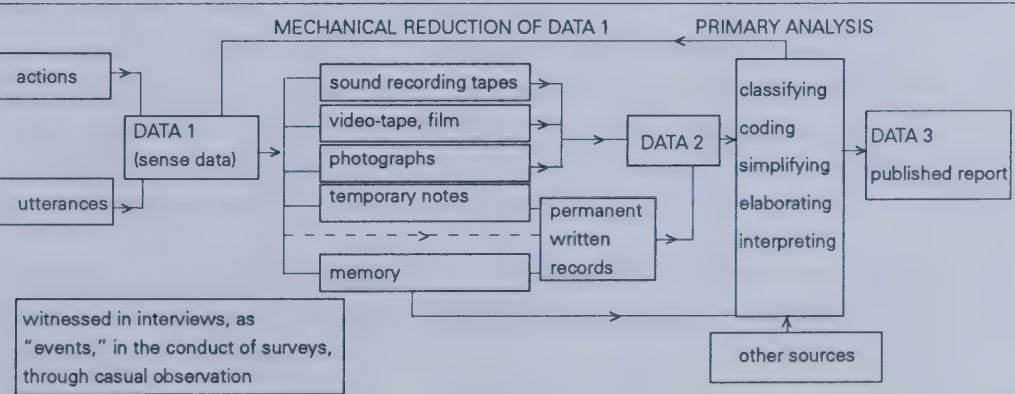 MECHANICAL REDUCTION OF DATA 1
PRIMARY ANALYSIS
actions
utterances
DATA 1
(sense data)
sound recording tapes
video-tape, film
photographs
temporary notes
memory
permanent
written
records
DATA 2
classifying
coding
simplifying
elaborating
interpreting
DATA 3
published report
other sources
witnessed in interviews, as
"events," in the conduct of surveys,
through casual observation